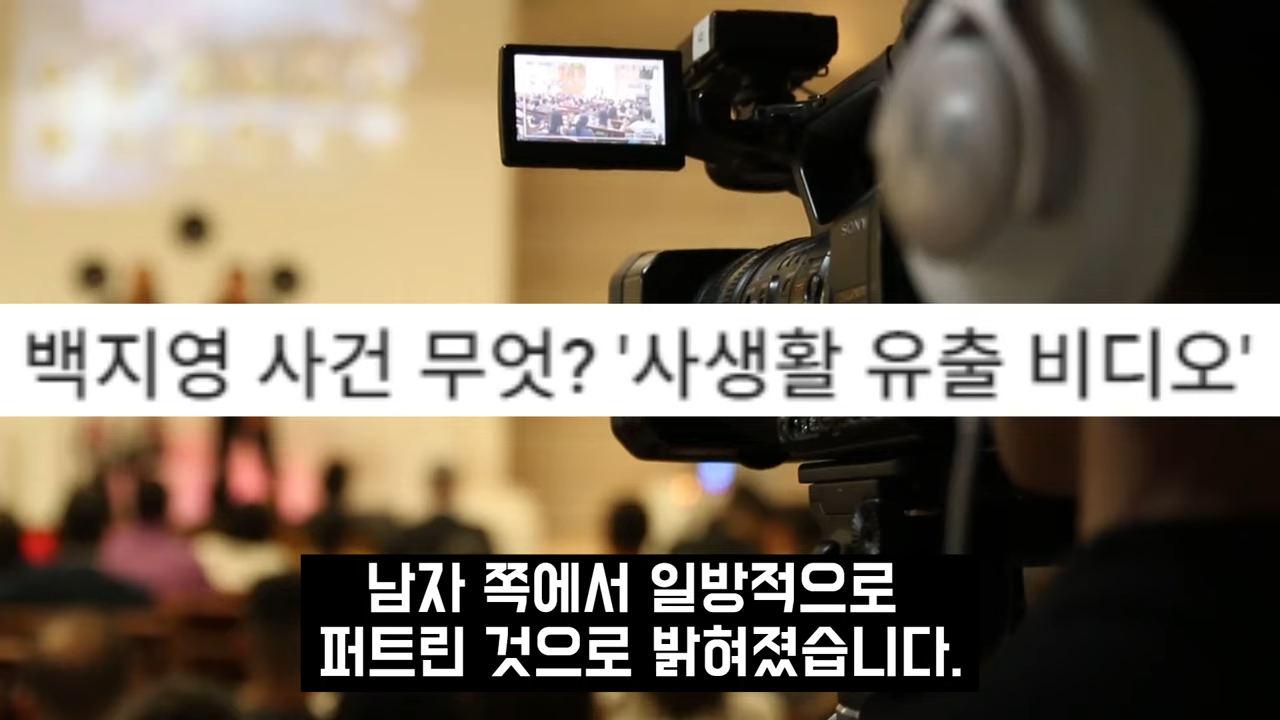 SONY
백지영 사건 무엇? '사생활 유출 비디오'
남자 쪽에서 일방적으로
퍼트린 것으로 밝혀졌습니다.